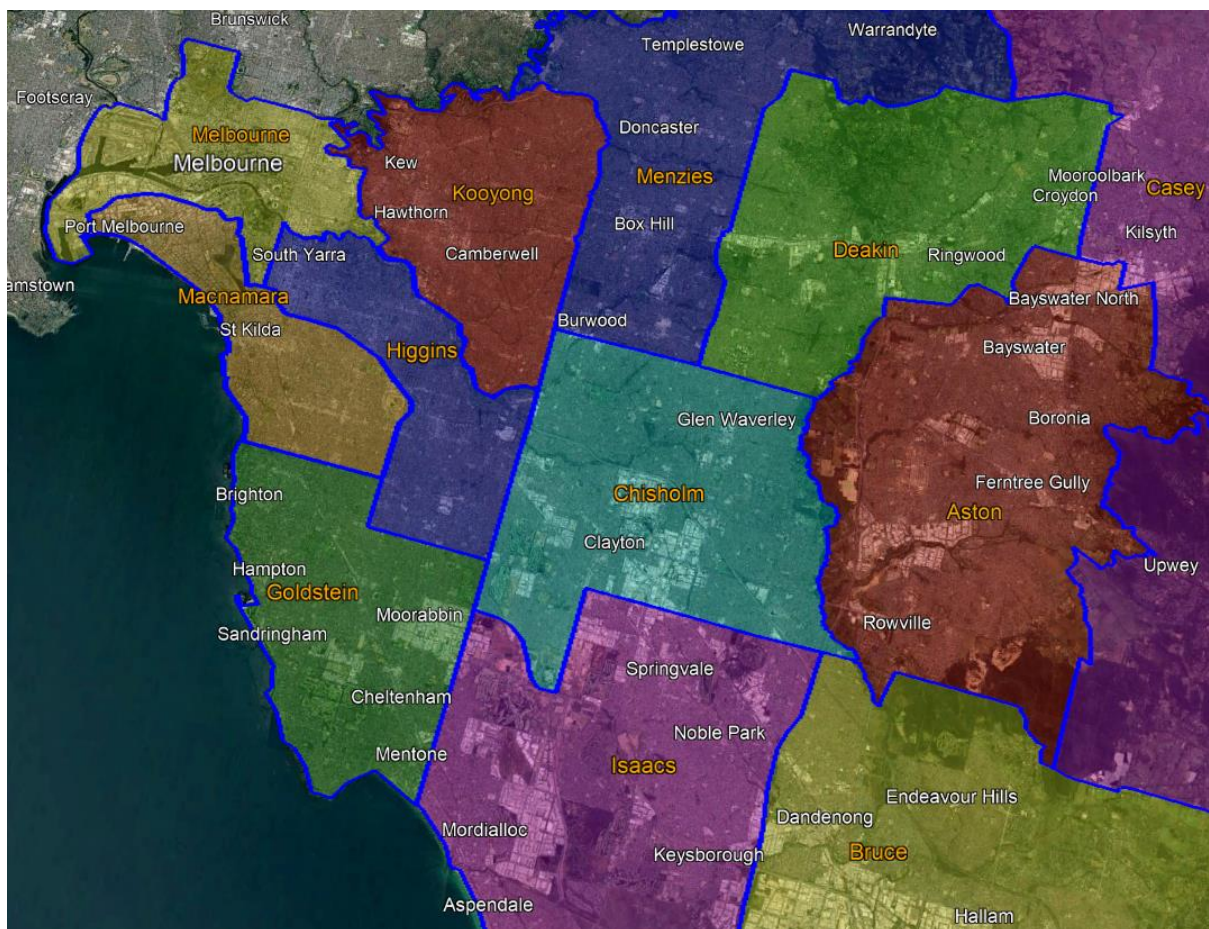 Brunswick
Templestowe
Warrandyte
Footscray
Melbourne
Melbourne
Doncaster
Kew
Kooyong
Menzies
Mooroolbark
Croydon
Casey
Hawthorn
Port Melbourne
Box Hill
Kilsyth
South Yarra
Camberwell
Deakin
Ringwood
amstown
Macnamara
St Kilda
Bayswater North
Burwood
Higgins
Bayswater
Glen Waverley
Boronia
Brighton
Chisholm
Ferntree Gully
Aston
Clayton
Hampton
Goldstein
Upwey
Moorabbin
Sandringham
Rowville
Springvale
Cheltenham
Noble Park
Mentone
Isaacs
Endeavour Hills
Mordialloc
Dandenong
Keysborough
Bruce
Aspendale
Hallam